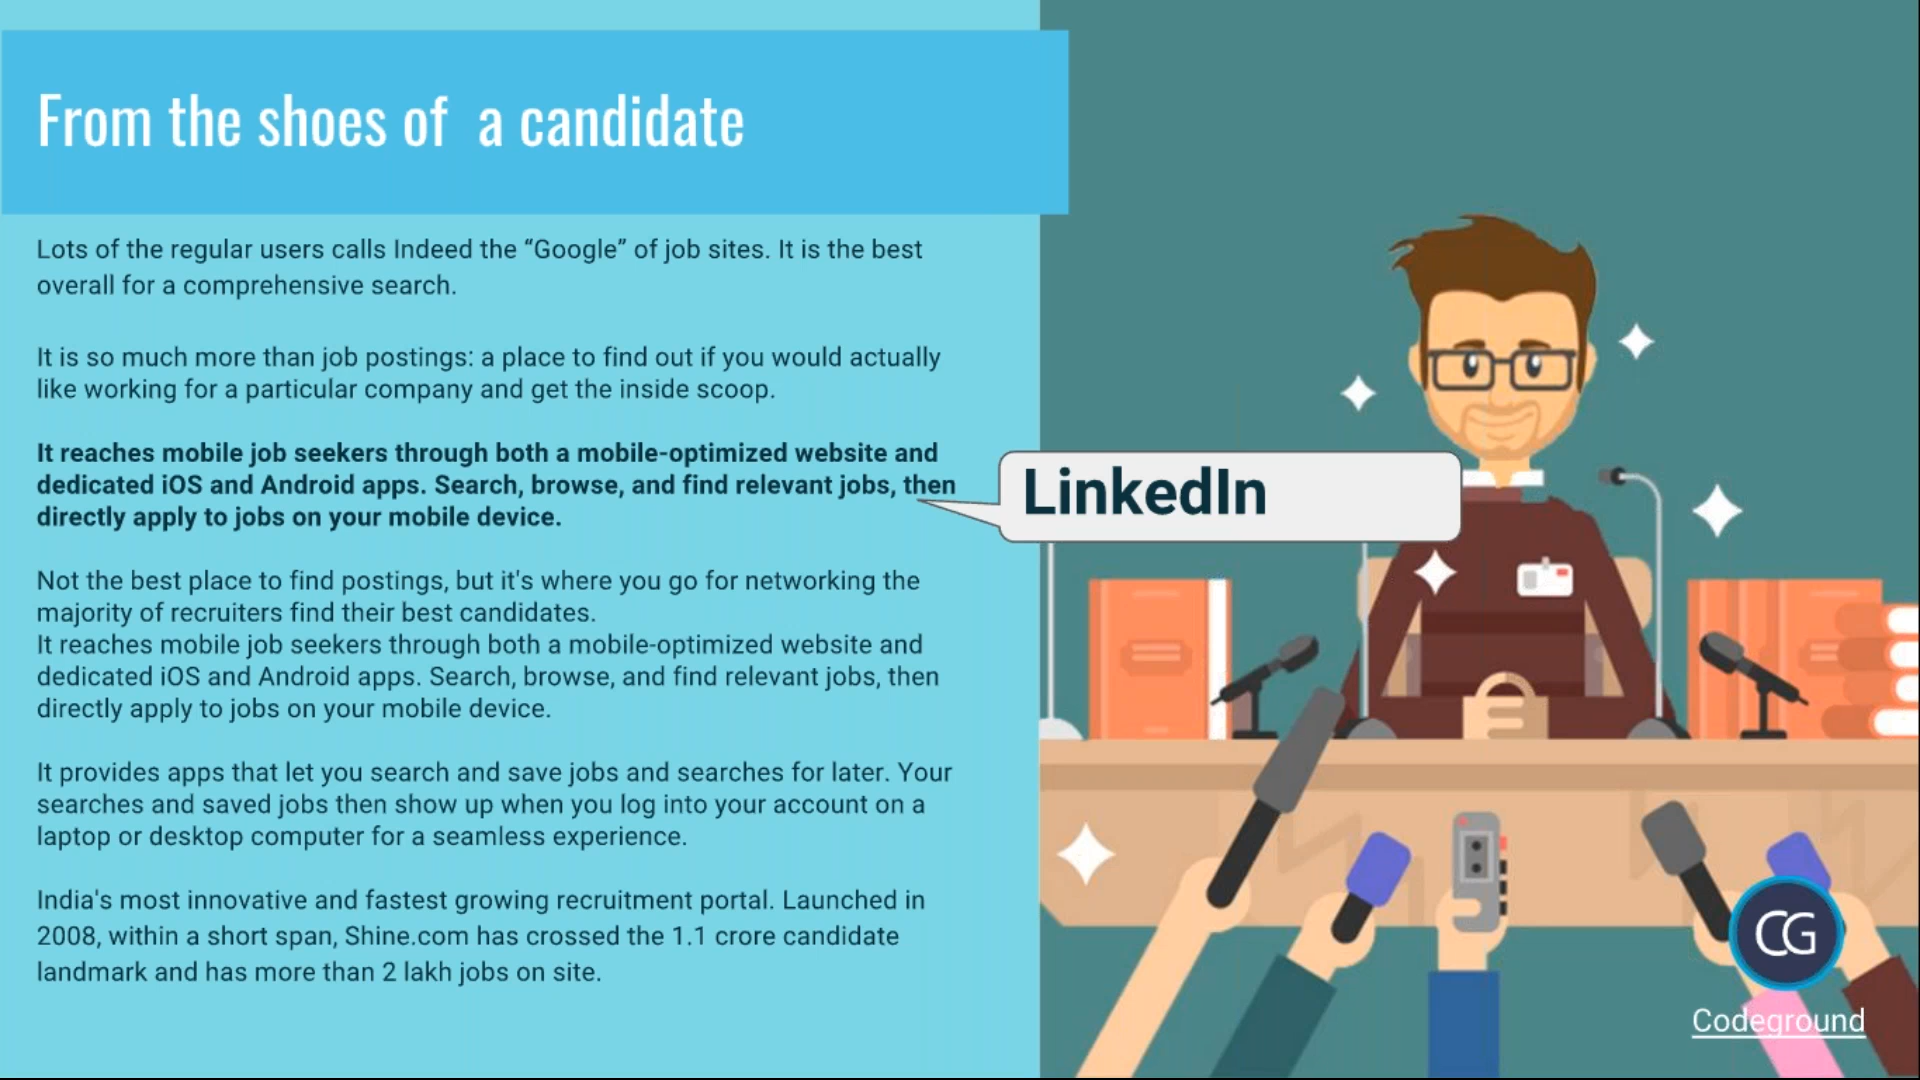 From the shoes of  a candidate
Lots of the regular users calls Indeed the “Google” of job sites. It is the best
overall for a comprehensive search.
It is so much more than job postings: a place to find out if you would actually
like working for a particular company and get the inside scoop.
It reaches mobile job seekers through both a mobile-optimized website and
dedicated iOS and Android apps. Search, browse, and find relevant jobs, then
directly apply to jobs on your mobile device.
LinkedIn
Not the best place to find postings, but it's where you go for networking the
majority of recruiters find their best candidates.
It reaches mobile job seekers through both a mobile-optimized website and
dedicated iOS and Android apps. Search, browse, and find relevant jobs, then
directly apply to jobs on your mobile device.
It provides apps that let you search and save jobs and searches for later. Your
searches and saved jobs then show up when you log into your account on a
laptop or desktop computer for a seamless experience.
India's most innovative and fastest growing recruitment portal. Launched in
2008, within a short span, Shine.com has crossed the 1.1 crore candidate
landmark and has more than 2 lakh jobs on site.
CG
Codeground